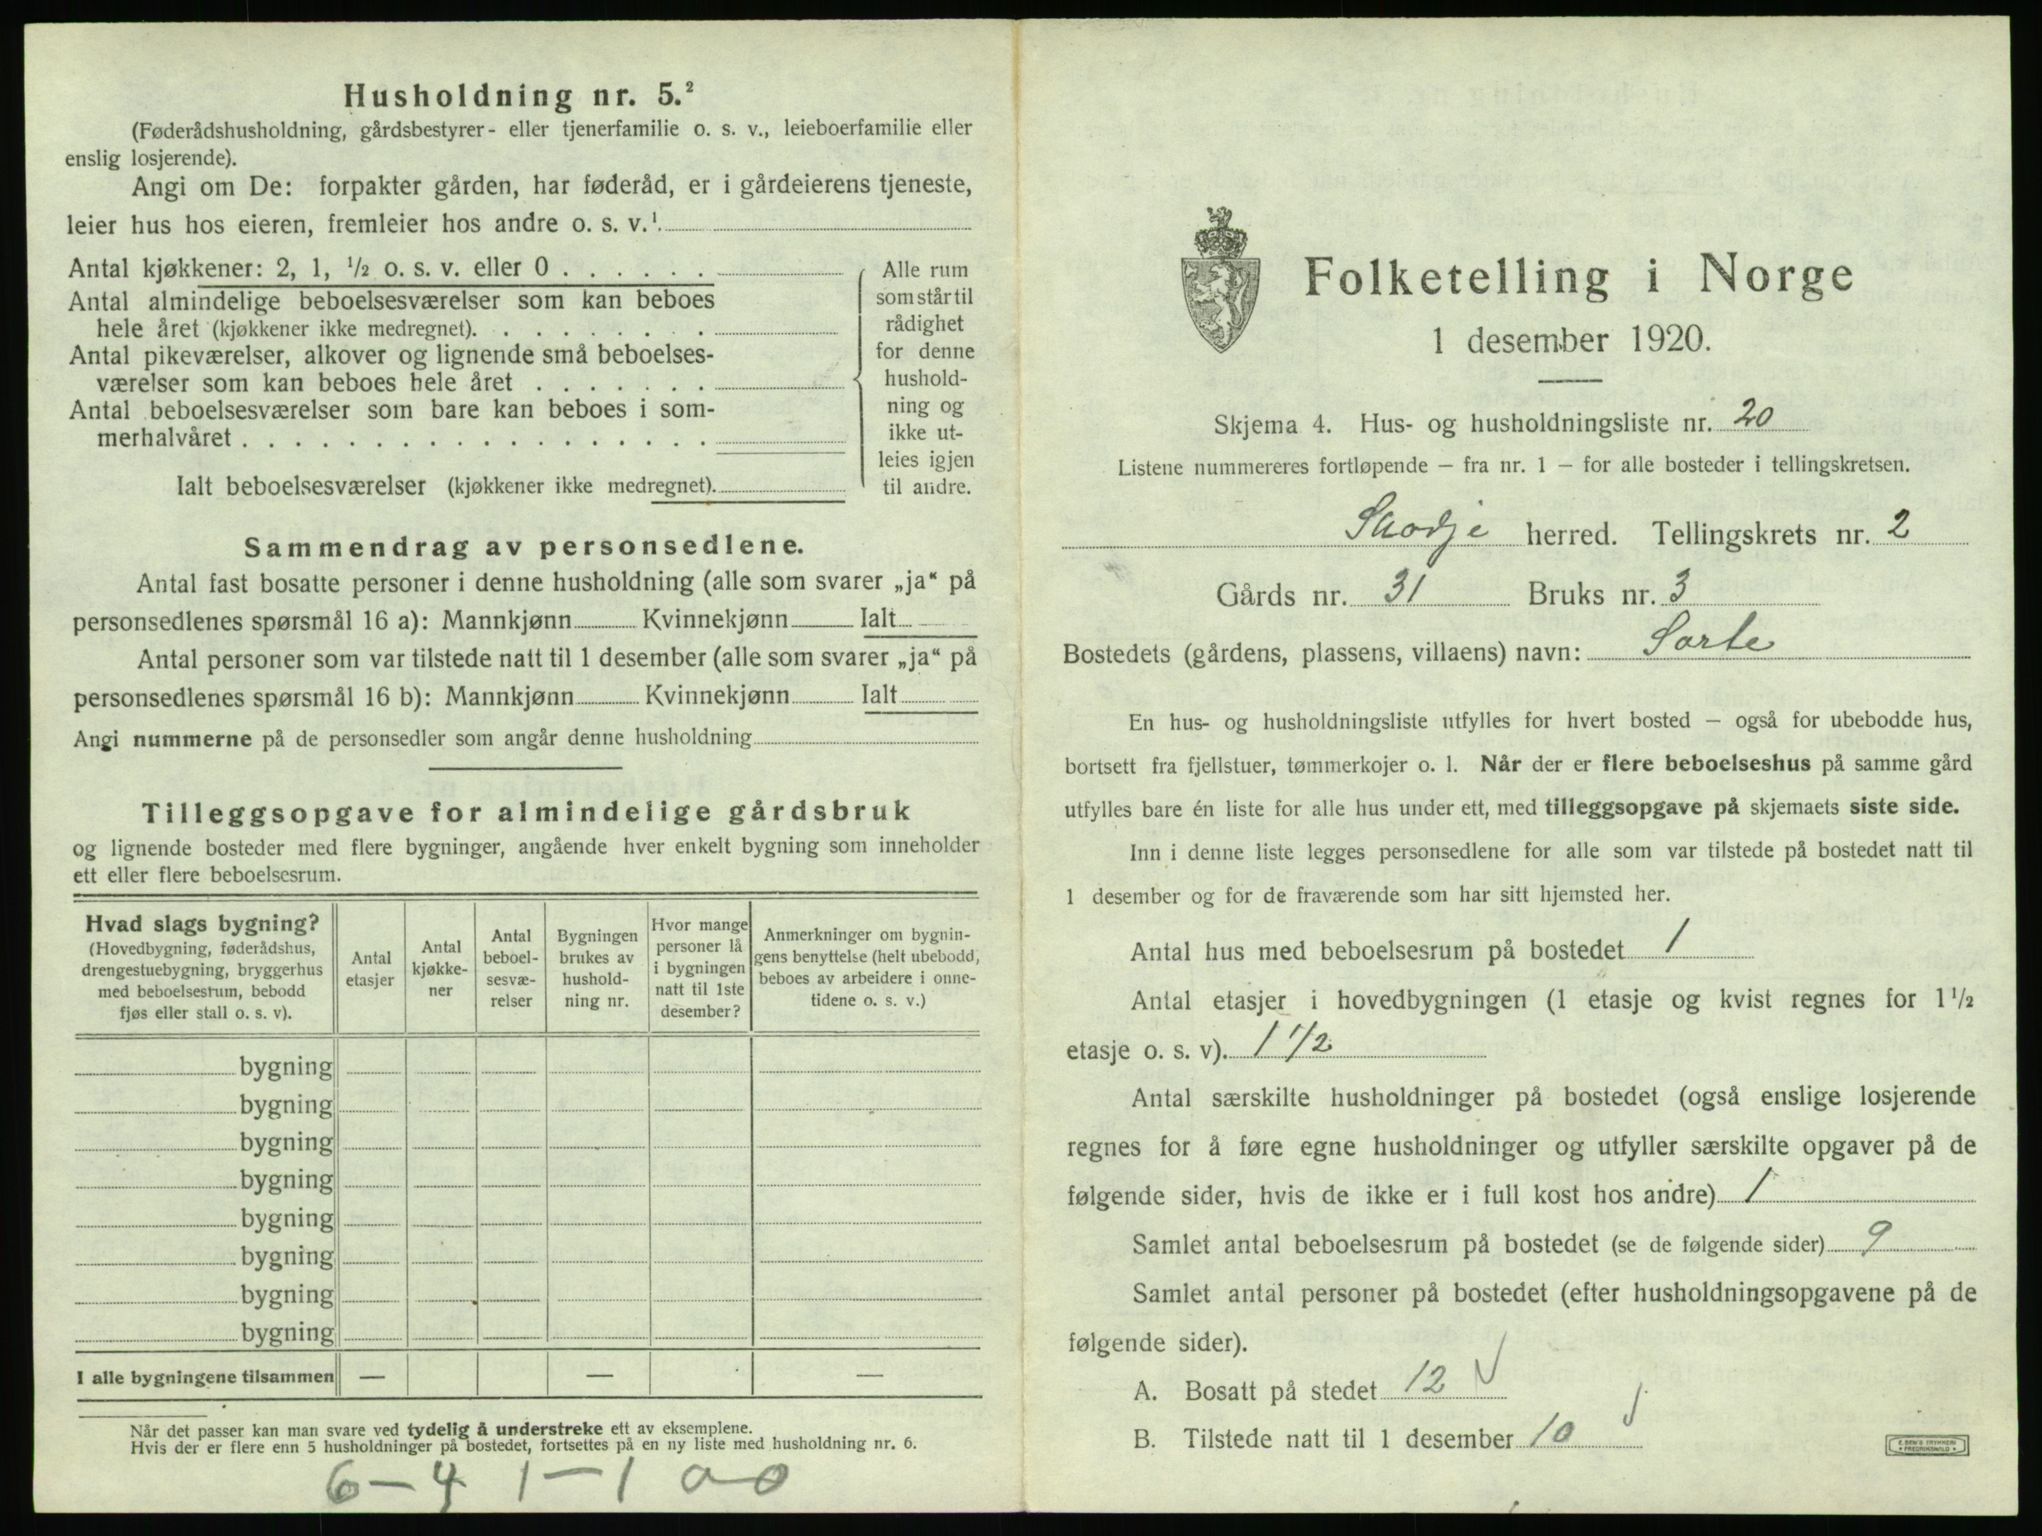 Husholdning nr. 5.²
(Føderådshusholdning, gårdsbestyrer- eller tjenerfamilie o. s. v., leieboerfamilie eller
enslig losjerende).
Angi om De: forpakter gården, har føderåd, er i gårdeierens tjeneste,
leier hus hos eieren, fremleier hos andre o. s. v.¹
Antal kjøkkener: 2, 1, ½ o. s. v. eller 0 . . . . . .
Antal almindelige beboelsesværelser som kan beboes
hele året (kjøkkener ikke medregnet). . . . . . . . .
Antal pikeværelser, alkover og lignende små beboelses-
værelser som kan beboes hele året . . . . . . .
Antal beboelsesværelser som bare kan beboes i som-
merhalvåret . . . . . . . . . . . . . . . . . .
Ialt beboelsesværelser (kjøkkener ikke medregnet).
Alle rum
som står til
rådighet
for denne
hushold-
ning og
ikke ut-
leies igjen
til andre.
Sammendrag av personsedlene.
Antal fast bosatte personer i denne husholdning (alle som svarer „ja“ på
personsedlenes spørsmål 16 a): Mannkjønn Kvinnekjønn Ialt
Antal personer som var tilstede natt til 1 desember (alle som svarer „ja“ på
personsedlenes spørsmål 16 b): Mannkjønn Kvinnekjønn Ialt
Angi nummerne på de personsedler som angår denne husholdning
Tilleggsopgave for almindelige gårdsbruk
og lignende bosteder med flere bygninger, angående hver enkelt bygning som inneholder
ett eller flere beboelsesrum.
Hvad slags bygning?
(Hovedbygning, føderådshus,
drengestuebygning, bryggerhus
med beboelsesrum, bebodd
fjøs eller stall o. s. v).
Antal
etasjer
Antal
kjøkke-
ner
Antal
beboel-
sesvæ-
relser
Bygningen
brukes av
hushold-
ning nr.
Hvor mange
personer lå
i bygningen
natt til 1ste
desember?
Anmerkninger om bygnin-
gens benyttelse (helt ubebodd,
beboes av arbeidere i onne-
tidene o. s. v.)
bygning
bygning
bygning
bygning
bygning
bygning
bygning
bygning
I alle bygningene tilsammen — — —
Når det passer kan man svare ved tydelig å understreke ett av eksemplene.
Hvis der er flere enn 5 husholdninger på bostedet, fortsettes på en ny liste med husholdning nr. 6.
6 – 4 1 – 1 0 – 0
Folketelling i Norge
1 desember 1920.
Skjema 4. Hus- og husholdningsliste nr. 20
Listene nummereres fortløpende – fra nr. 1 – for alle bosteder i tellingskretsen.
Skodje herred. Tellingskrets nr. 2
Gårds nr. 31 Bruks nr. 3
Bostedets (gårdens, plassens, villaens) navn: Sorte
En hus- og husholdningsliste utfylles for hvert bosted – også for ubebodde hus,
bortsett fra fjellstuer, tømmerkojer o. l. Når der er flere beboelseshus på samme gård
utfylles bare én liste for alle hus under ett, med tilleggsopgave på skjemaets siste side.
Inn i denne liste legges personsedlene for alle som var tilstede på bostedet natt til
1 desember og for de fraværende som har sitt hjemsted her.
Antal hus med beboelsesrum på bostedet 1
Antal etasjer i hovedbygningen (1 etasje og kvist regnes for 1½
etasje o. s. v). 1 ½
Antal særskilte husholdninger på bostedet (også enslige losjerende
regnes for å føre egne husholdninger og utfyller særskilte opgaver på de
følgende sider, hvis de ikke er i full kost hos andre) 1
Samlet antal beboelsesrum på bostedet (se de følgende sider) 9
Samlet antal personer på bostedet (efter husholdningsopgavene på de
følgende sider).
A. Bosatt på stedet 12 √
B. Tilstede natt til 1 desember 10 √